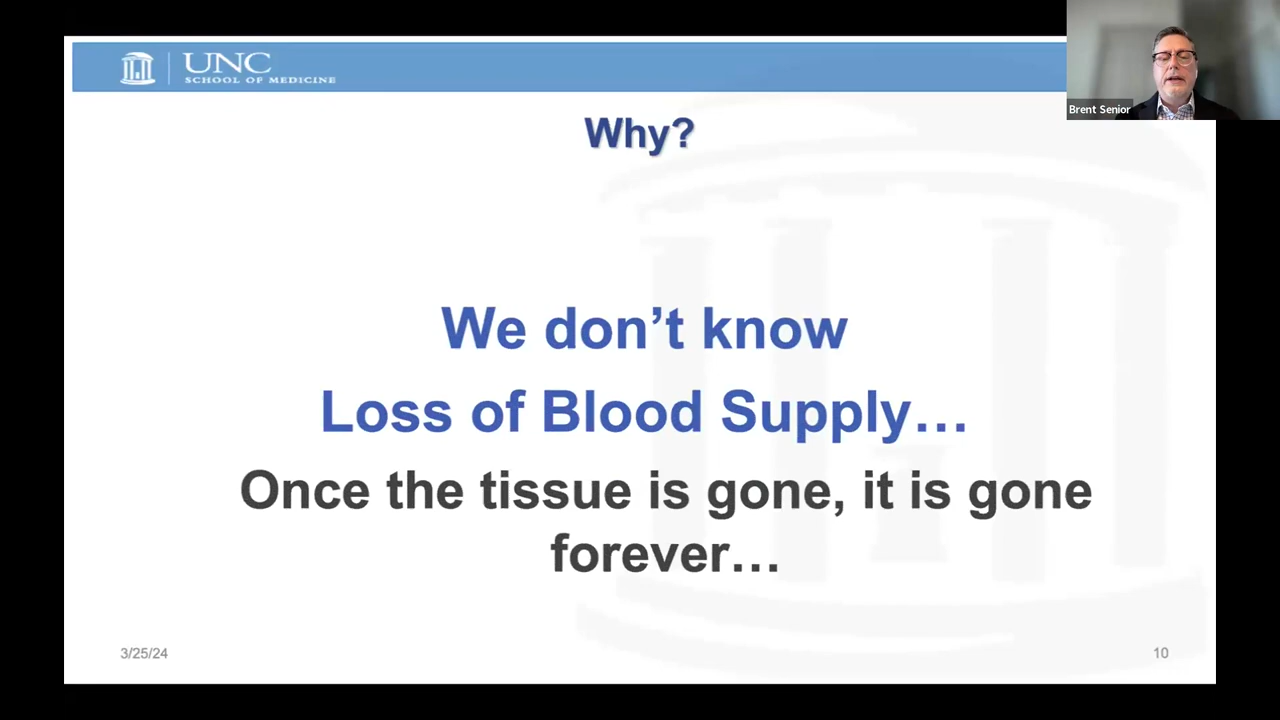 UNC
SCHOOL OF MEDICINE
Brent Senior
Why?
We don’t know
Loss of Blood Supply…
Once the tissue is gone, it is gone
forever…
3/25/24
10